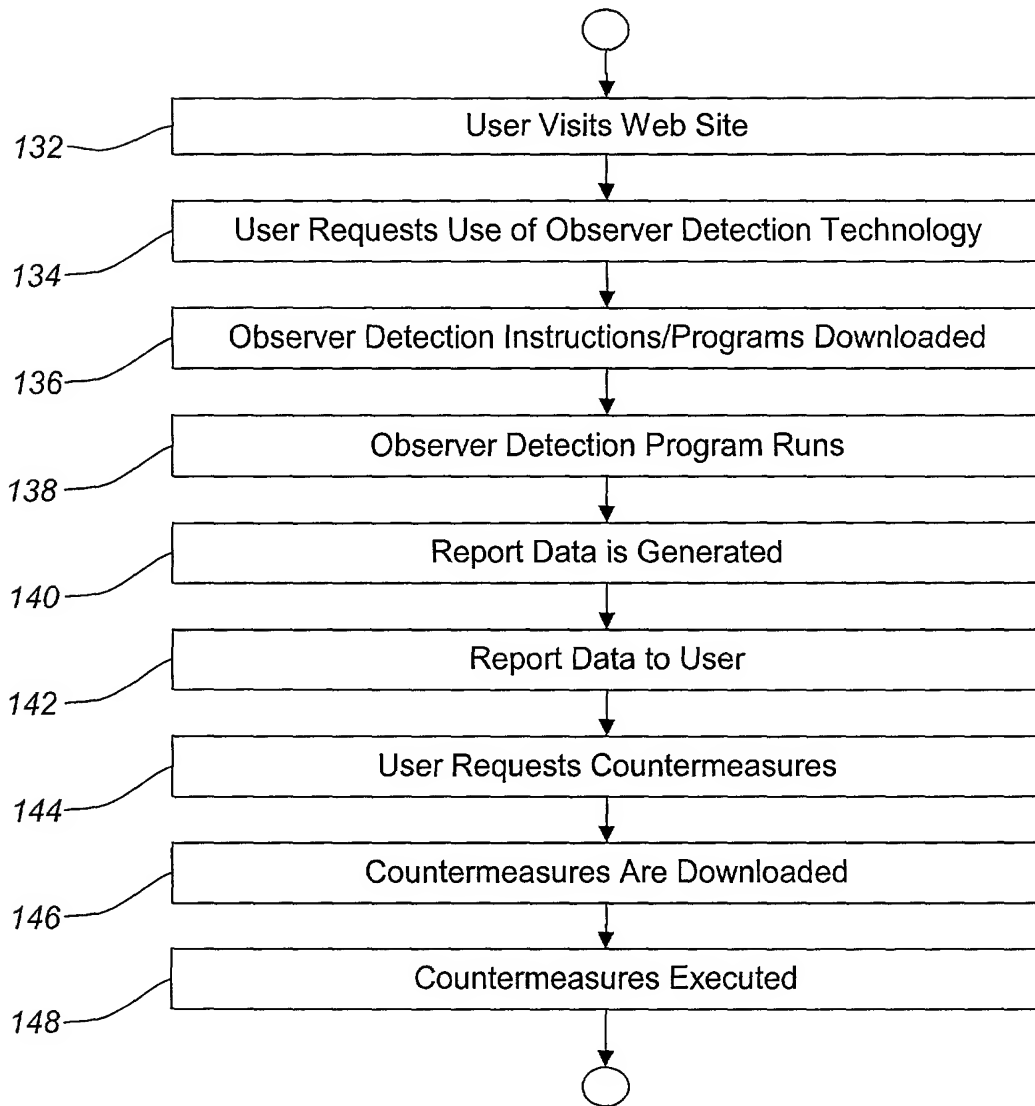 132
User Visits Web Site
134
User Requests Use of Observer Detection Technology
136
Observer Detection Instructions/Programs Downloaded
138
Observer Detection Program Runs
140
Report Data is Generated
142
Report Data to User
144
User Requests Countermeasures
146
Countermeasures Are Downloaded
148
Countermeasures Executed